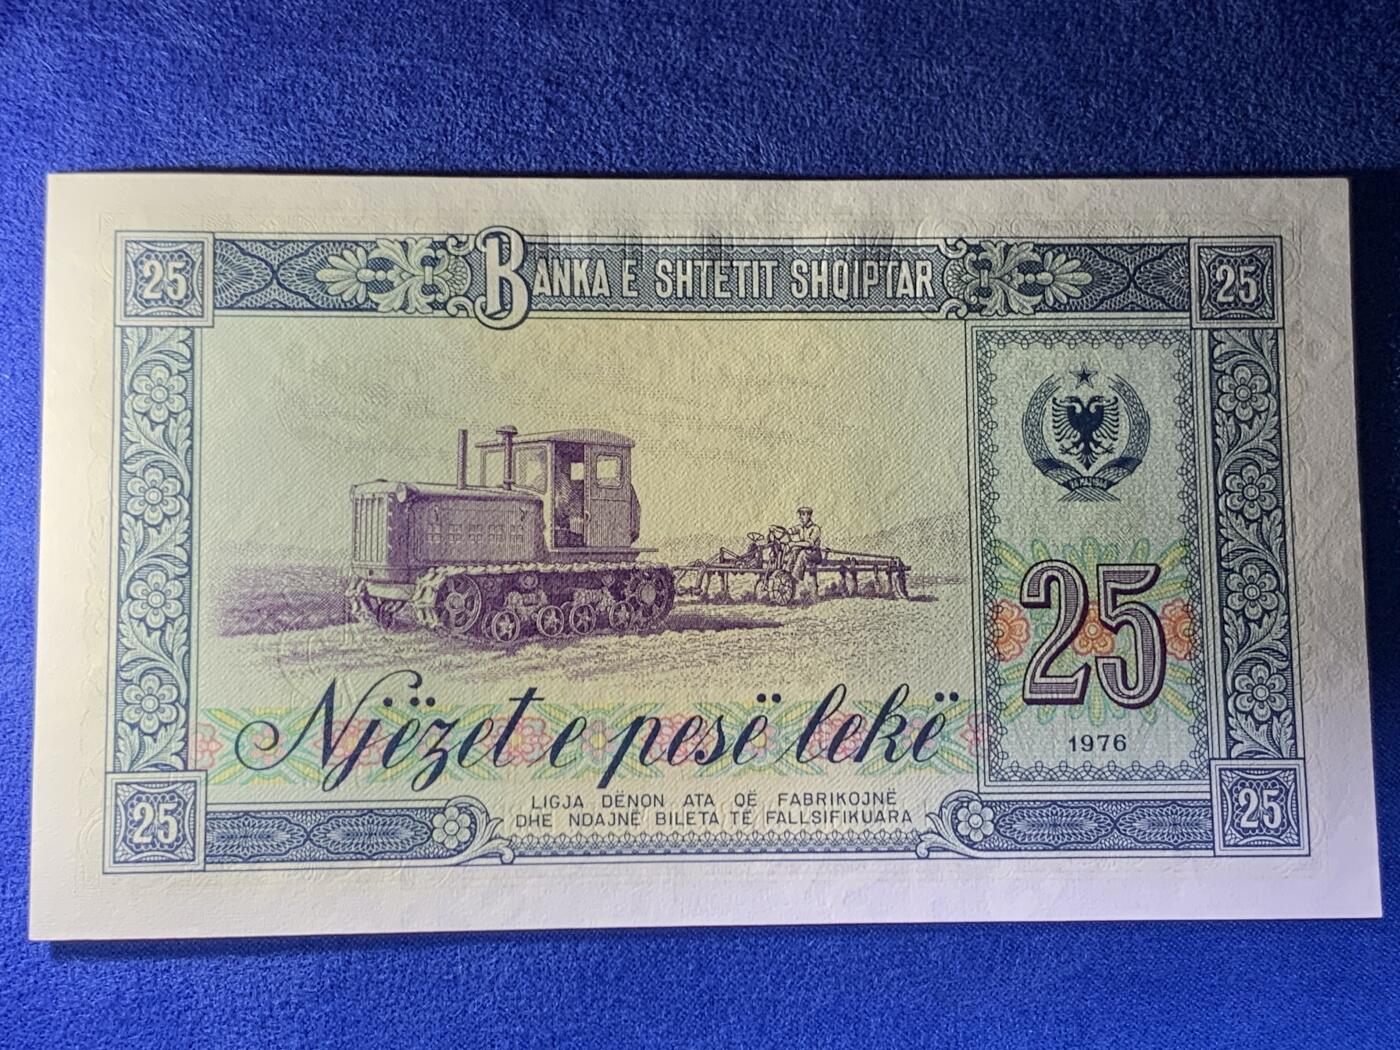 25 BANKA E SHTETIT SHQIPTAR 25
25
Njëzet e pesë lekë
1976
LIGJA DËNON ATA QË FABRIKOJNË
DHE NDAJNË BILETA TË FALLSIFIKUARA
25 25